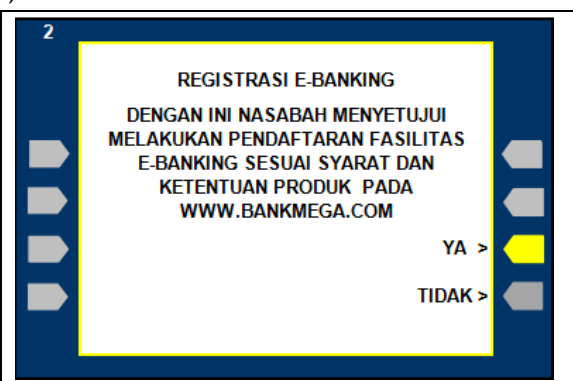 2
REGISTRASI E-BANKING
DENGAN INI NASABAH MENYETUJUI
MELAKUKAN PENDAFTARAN FASILITAS
E-BANKING SESUAI SYARAT DAN
KETENTUAN PRODUK PADA
WWW.BANKMEGA.COM
YA >
TIDAK >